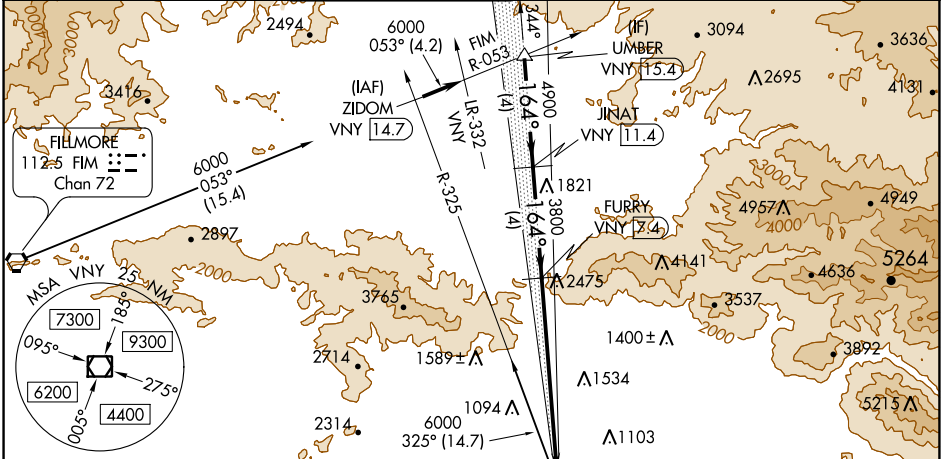 2494
6000
053° (4.2)
FIM
R-053
344°
(IF)
UMBER
VNY 15.4
3094
3636
2695
4131
3416
(IAF)
ZIDOM
VNY 14.7
LR-332
VNY
4900
164°
(4)
JINAT
VNY 11.4
FILLMORE
112.5 FIM
Chan 72
6000
053°
(15.4)
R-325
1821
3800
164°
(4)
FURRY
VNY 7.4
3000
4957
4949
4000
2897
2000
4141
4636
5264
2475
3765
3537
2000
MSA VNY 25 NM
7300
185°
9300
095°
275°
6200
005°
4400
2714
1589±
1400±
3892
1534
1094
5215
2314
6000
325° (14.7)
1103
3000
2000